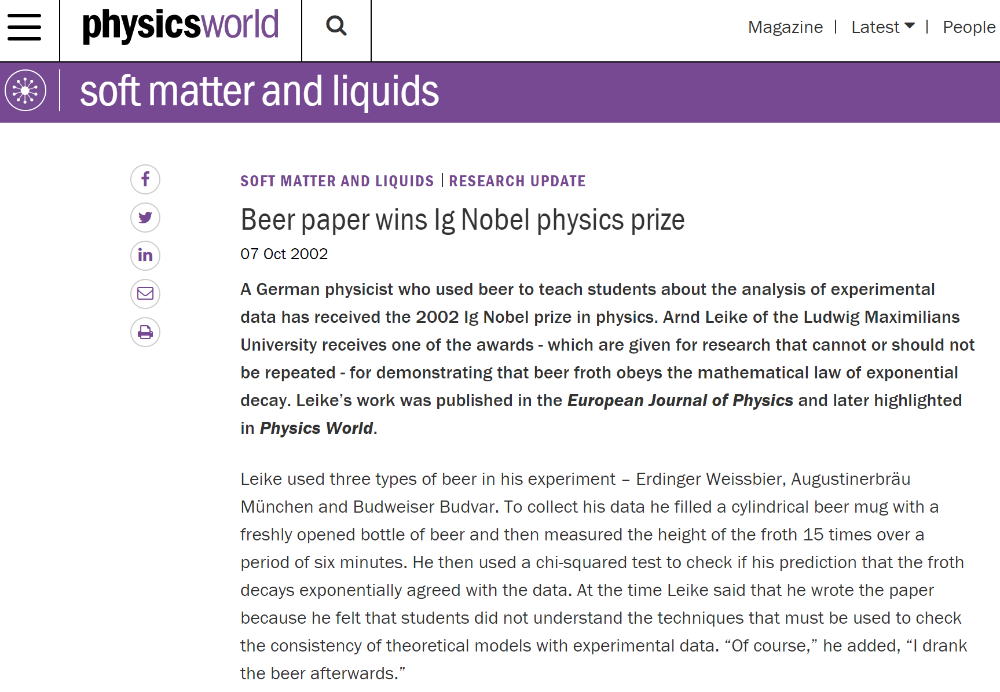 physicsworld
Magazine | Latest | People
soft matter and liquids
SOFT MATTER AND LIQUIDS | RESEARCH UPDATE
Beer paper wins Ig Nobel physics prize
07 Oct 2002
A German physicist who used beer to teach students about the analysis of experimental
data has received the 2002 Ig Nobel prize in physics. Arnd Leike of the Ludwig Maximilians
University receives one of the awards - which are given for research that cannot or should not
be repeated - for demonstrating that beer froth obeys the mathematical law of exponential
decay. Leike’s work was published in the European Journal of Physics and later highlighted
in Physics World.
Leike used three types of beer in his experiment – Erdinger Weissbier, Augustinerbräu
München and Budweiser Budvar. To collect his data he filled a cylindrical beer mug with a
freshly opened bottle of beer and then measured the height of the froth 15 times over a
period of six minutes. He then used a chi-squared test to check if his prediction that the froth
decays exponentially agreed with the data. At the time Leike said that he wrote the paper
because he felt that students did not understand the techniques that must be used to check
the consistency of theoretical models with experimental data. “Of course,” he added, “I drank
the beer afterwards.”